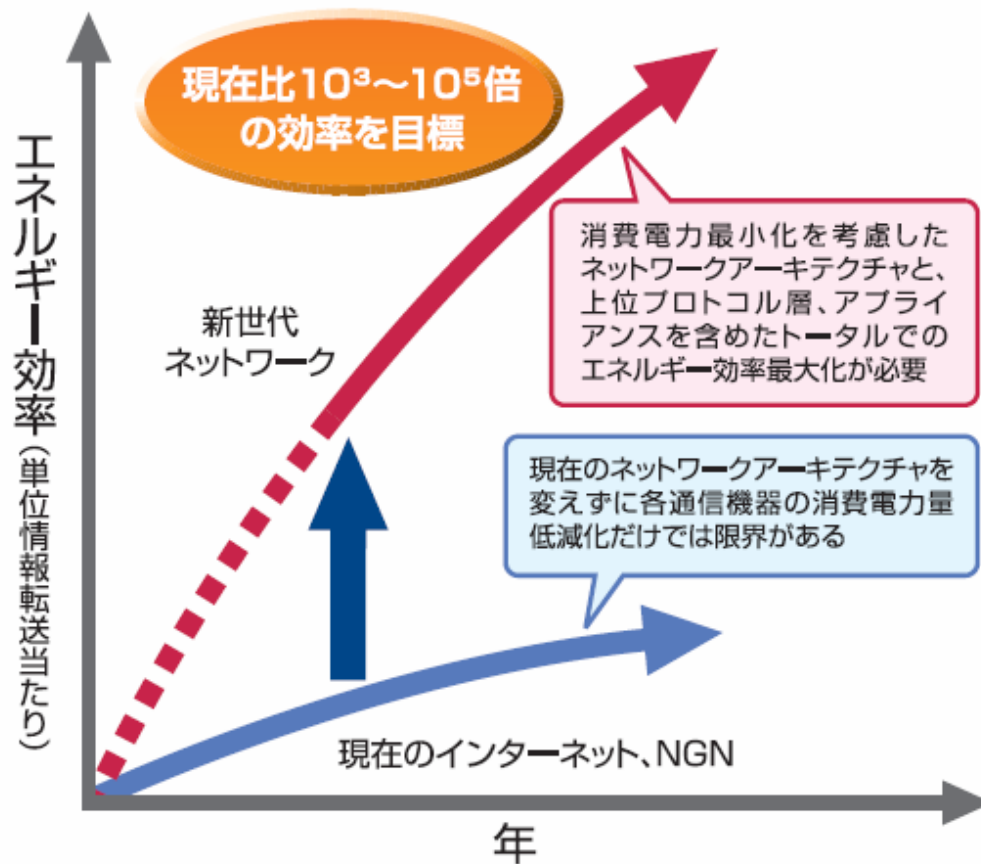 現在比10³～10⁵倍
の効率を目標
エネルギー効率(単位情報転送当たり)
新世代
ネットワーク
消費電力最小化を考慮した
ネットワークアーキテクチャと、
上位プロトコル層、アプライ
アンスを含めたトータルでの
エネルギー効率最大化が必要
現在のネットワークアーキテクチャを
変えずに各通信機器の消費電力量
低減化だけでは限界がある
現在のインターネット、NGN
年